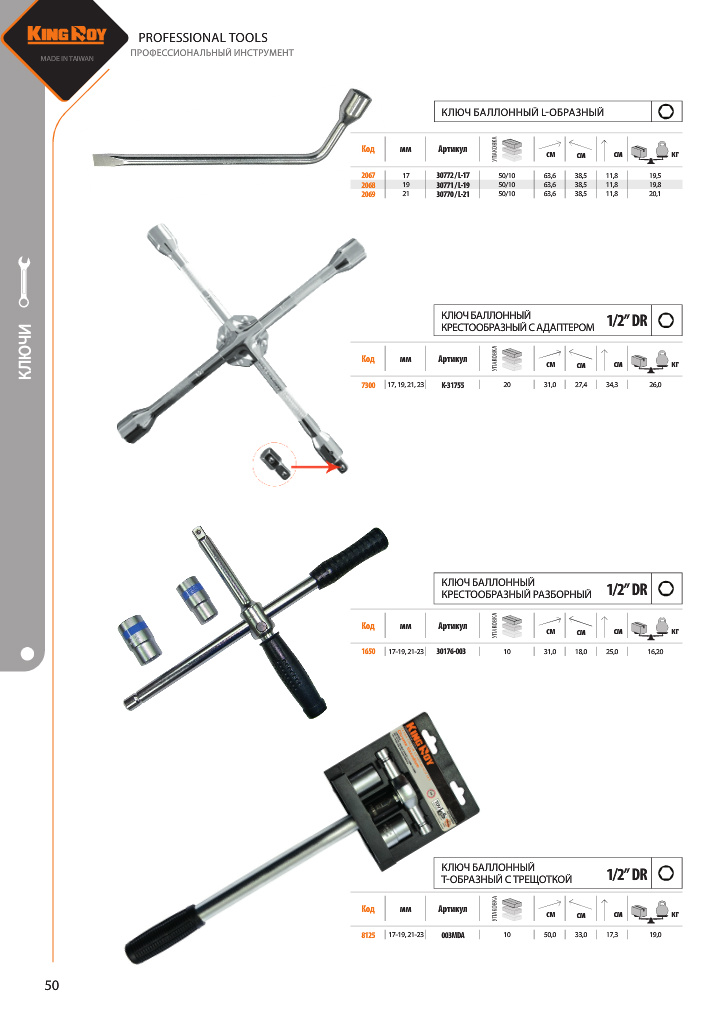 KING ROY
MADE IN TAIWAN
PROFESSIONAL TOOLS
ПРОФЕССИОНАЛЬНЫЙ ИНСТРУМЕНТ
КЛЮЧИ
КЛЮЧ БАЛЛОННЫЙ L-ОБРАЗНЫЙ
Код мм Артикул УПАКОВКА см см см кг
2067 17 30772 / L-17 50/10 63,6 38,5 11,8 19,5
2068 19 30771 / L-19 50/10 63,6 38,5 11,8 19,8
2069 21 30770 / L-21 50/10 63,6 38,5 11,8 20,1
КЛЮЧ БАЛЛОННЫЙ
КРЕСТООБРАЗНЫЙ С АДАПТЕРОМ 1/2" DR
Код мм Артикул УПАКОВКА см см см кг
7300 17, 19, 21, 23 K-3175S 20 31,0 27,4 34,3 26,0
КЛЮЧ БАЛЛОННЫЙ
КРЕСТООБРАЗНЫЙ РАЗБОРНЫЙ 1/2" DR
Код мм Артикул УПАКОВКА см см см кг
1650 17-19, 21-23 30176-003 10 31,0 18,0 25,0 16,20
KING ROY
КЛЮЧ БАЛЛОННЫЙ
Т-ОБРАЗНЫЙ С ТРЕЩОТКОЙ 1/2" DR
Код мм Артикул УПАКОВКА см см см кг
8125 17-19, 21-23 003MDA 10 50,0 33,0 17,3 19,0
50